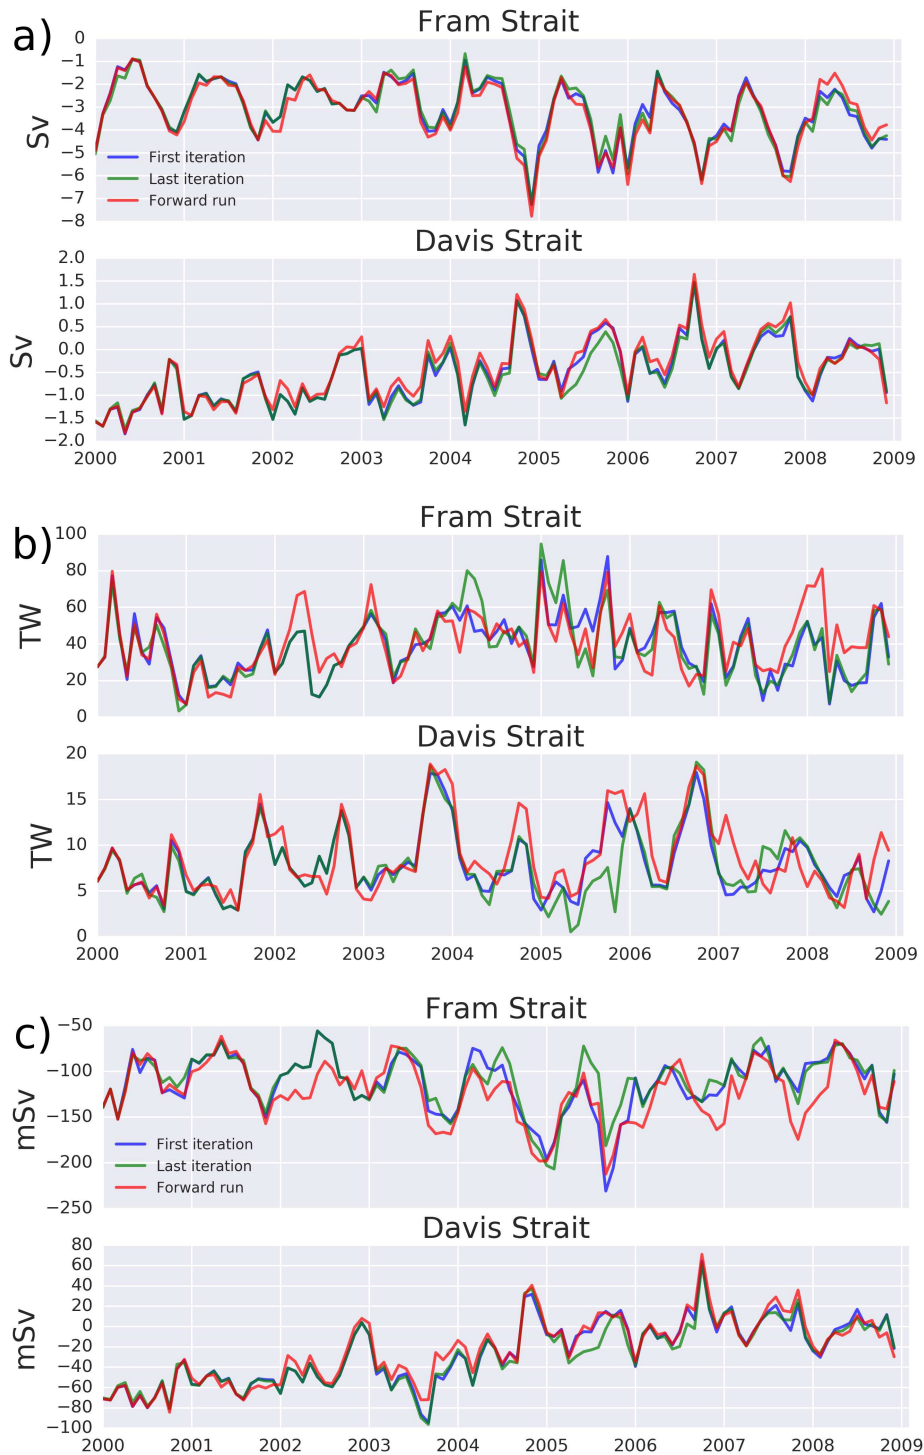 a)
Fram Strait
Sv
0
−1
−2
−3
−4
−5
−6
−7
−8
First iteration
Last iteration
Forward run
Davis Strait
Sv
2.0
1.5
1.0
0.5
0.0
−0.5
−1.0
−1.5
−2.0
2000 2001 2002 2003 2004 2005 2006 2007 2008 2009
b)
Fram Strait
TW
100
80
60
40
20
0
Davis Strait
TW
20
15
10
5
0
2000 2001 2002 2003 2004 2005 2006 2007 2008 2009
c)
Fram Strait
mSv
−50
−100
−150
−200
−250
First iteration
Last iteration
Forward run
Davis Strait
mSv
80
60
40
20
0
−20
−40
−60
−80
−100
2000 2001 2002 2003 2004 2005 2006 2007 2008 2009